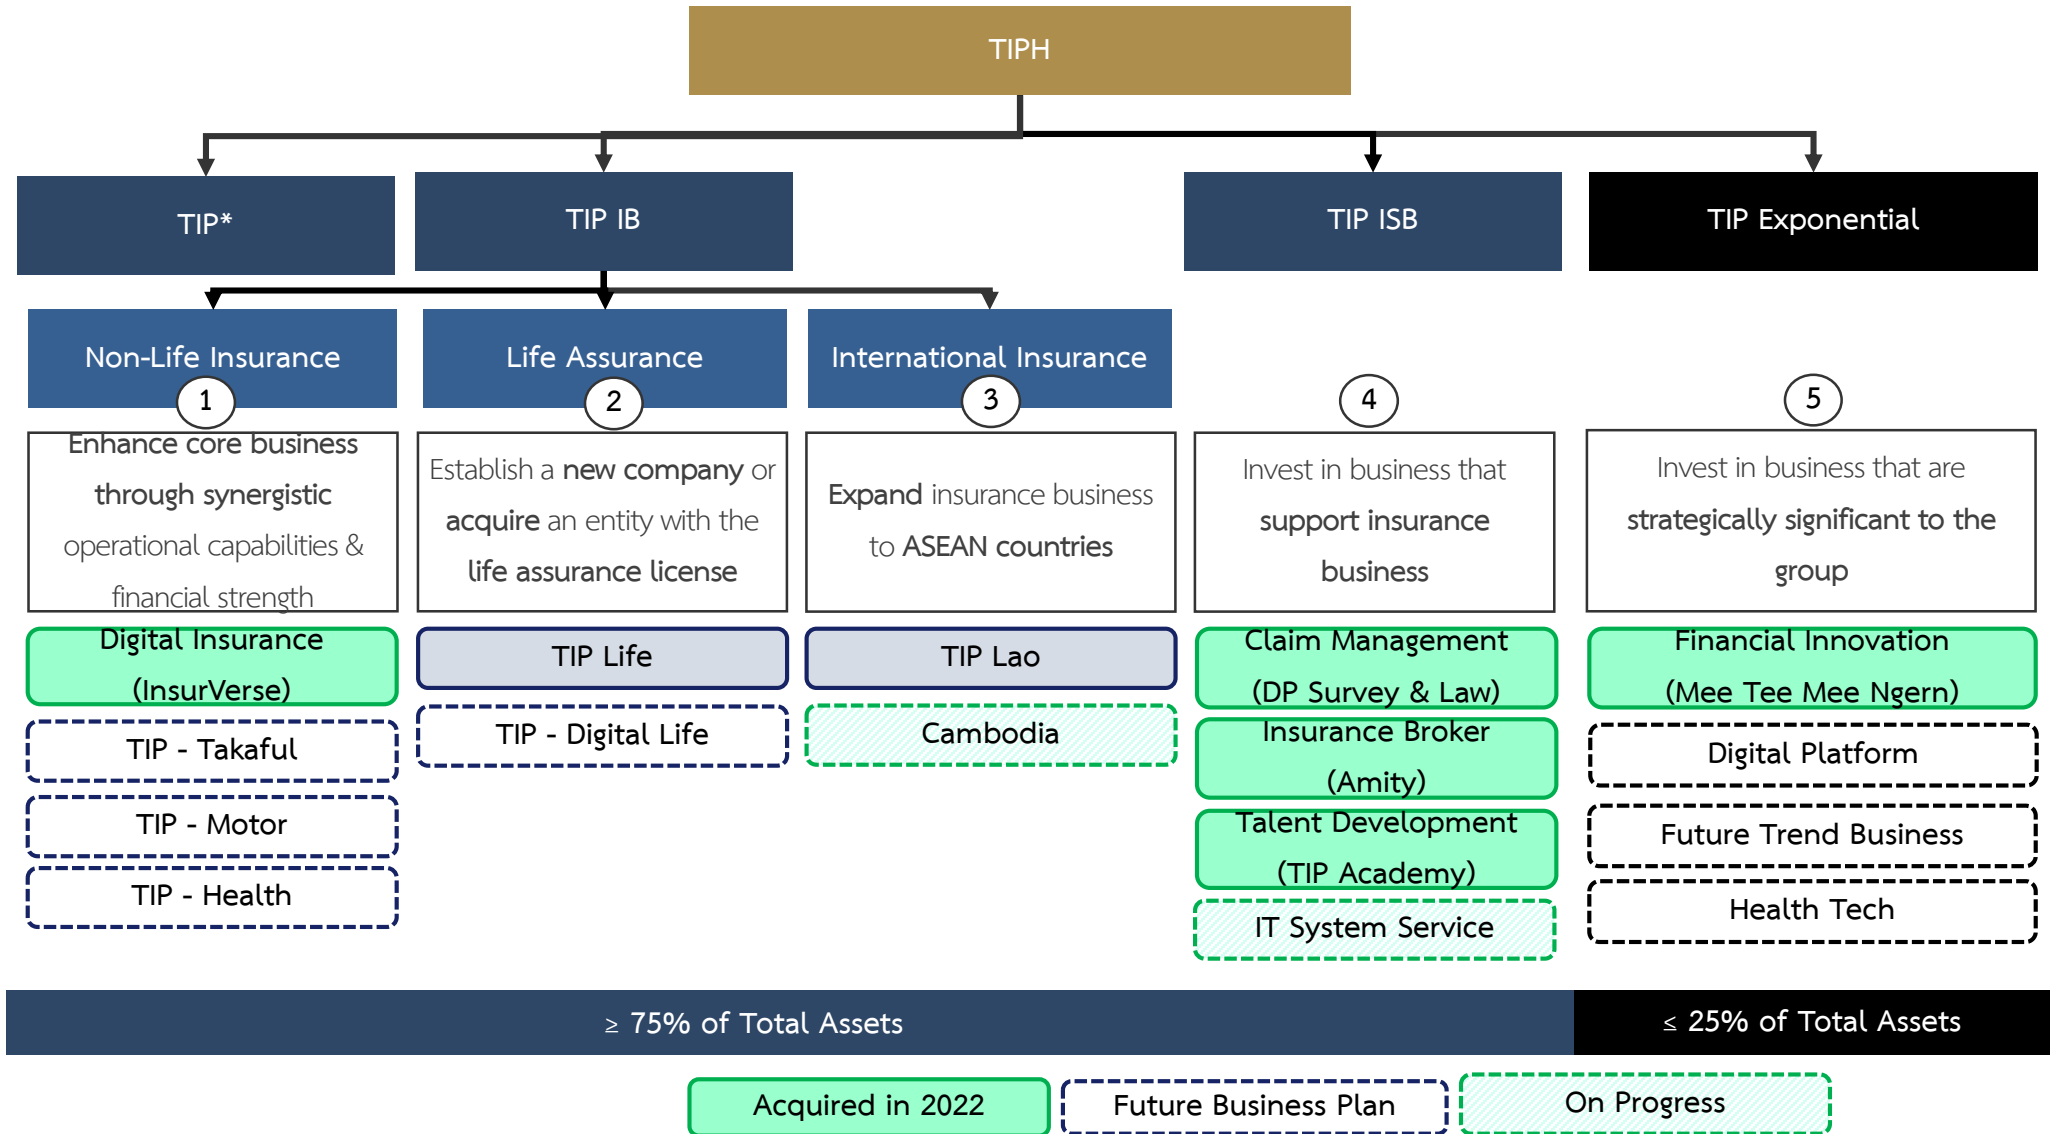 TIPH
TIP*
TIP IB
TIP ISB
TIP Exponential
Non-Life Insurance
Life Assurance
International Insurance
1
2
3
4
5
Enhance core business
through synergistic
operational capabilities &
financial strength
Establish a new company or
acquire an entity with the
life assurance license
Expand insurance business
to ASEAN countries
Invest in business that
support insurance
business
Invest in business that are
strategically significant to the
group
Digital Insurance
(InsurVerse)
TIP - Takaful
TIP - Motor
TIP - Health
TIP Life
TIP - Digital Life
TIP Lao
Cambodia
Claim Management
(DP Survey & Law)
Insurance Broker
(Amity)
Talent Development
(TIP Academy)
IT System Service
Financial Innovation
(Mee Tee Mee Ngern)
Digital Platform
Future Trend Business
Health Tech
≥ 75% of Total Assets
≤ 25% of Total Assets
Acquired in 2022
Future Business Plan
On Progress